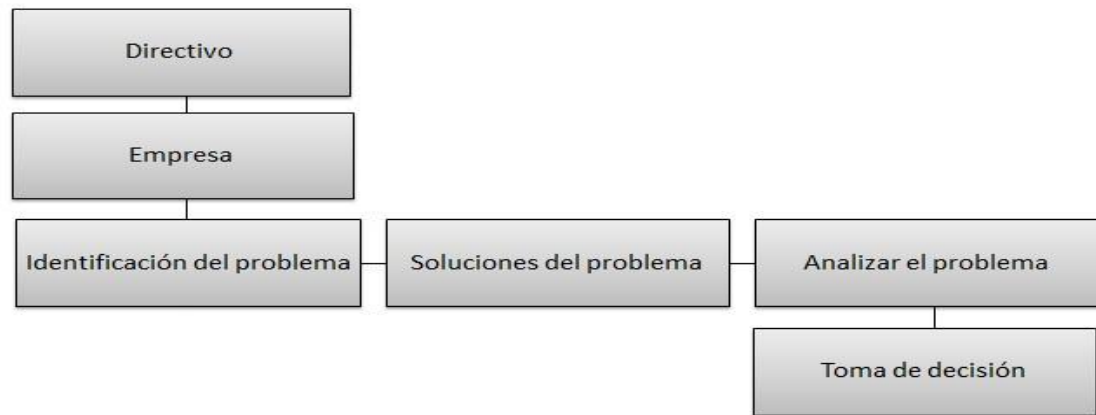 Directivo
Empresa
Identificación del problema
Soluciones del problema
Analizar el problema
Toma de decisión